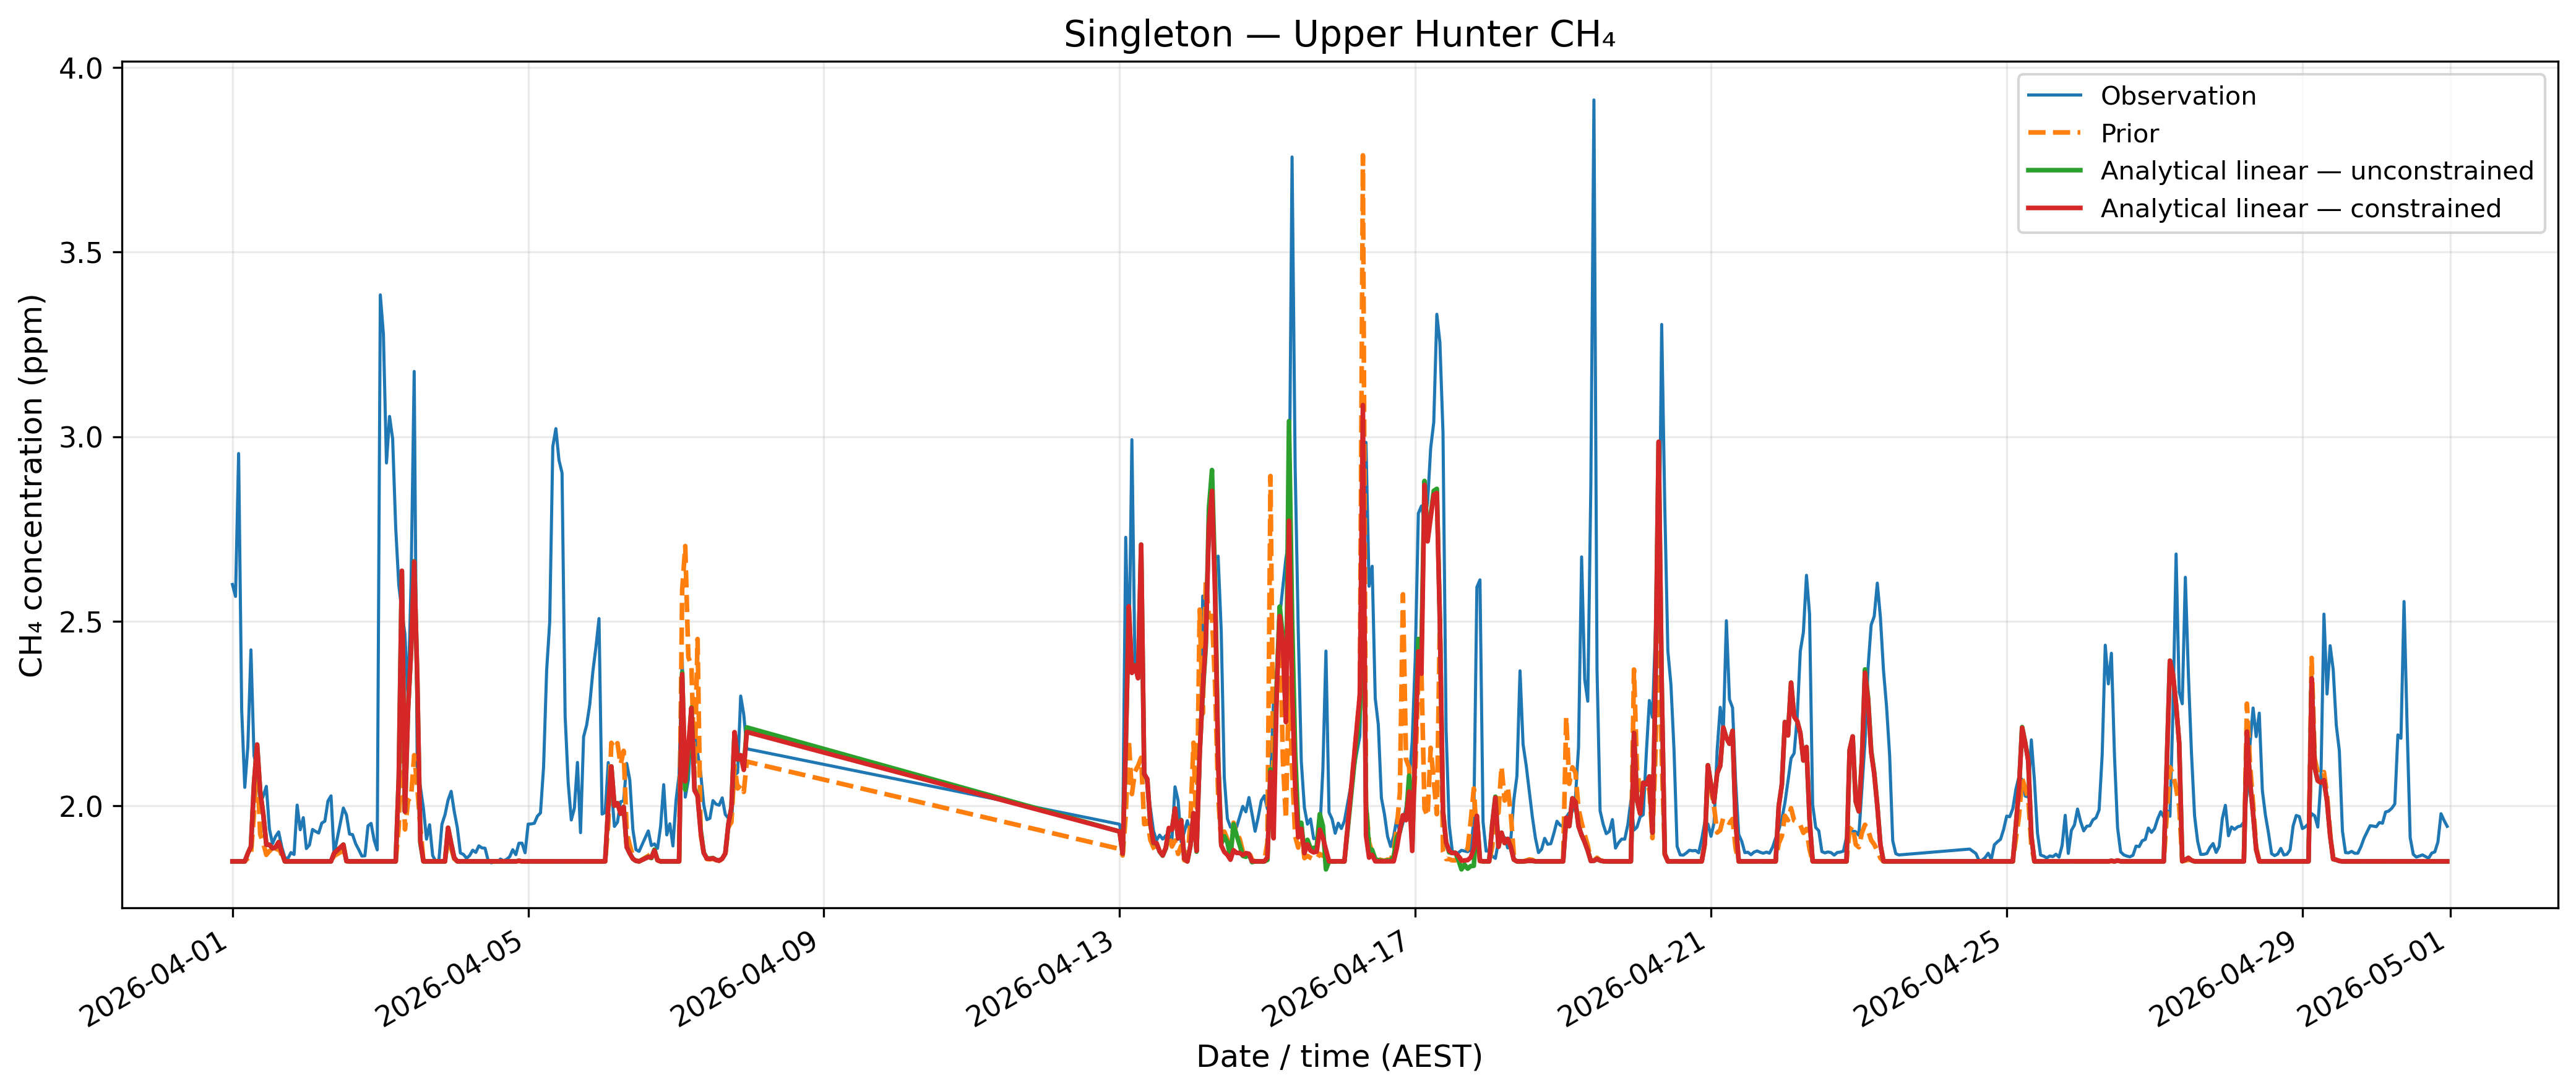 Singleton — Upper Hunter CH₄
4.0
3.5
3.0
2.5
2.0
CH₄ concentration (ppm)
Observation
Prior
Analytical linear — unconstrained
Analytical linear — constrained
2026-04-01
2026-04-05
2026-04-09
2026-04-13
2026-04-17
2026-04-21
2026-04-25
2026-04-29
2026-05-01
Date / time (AEST)